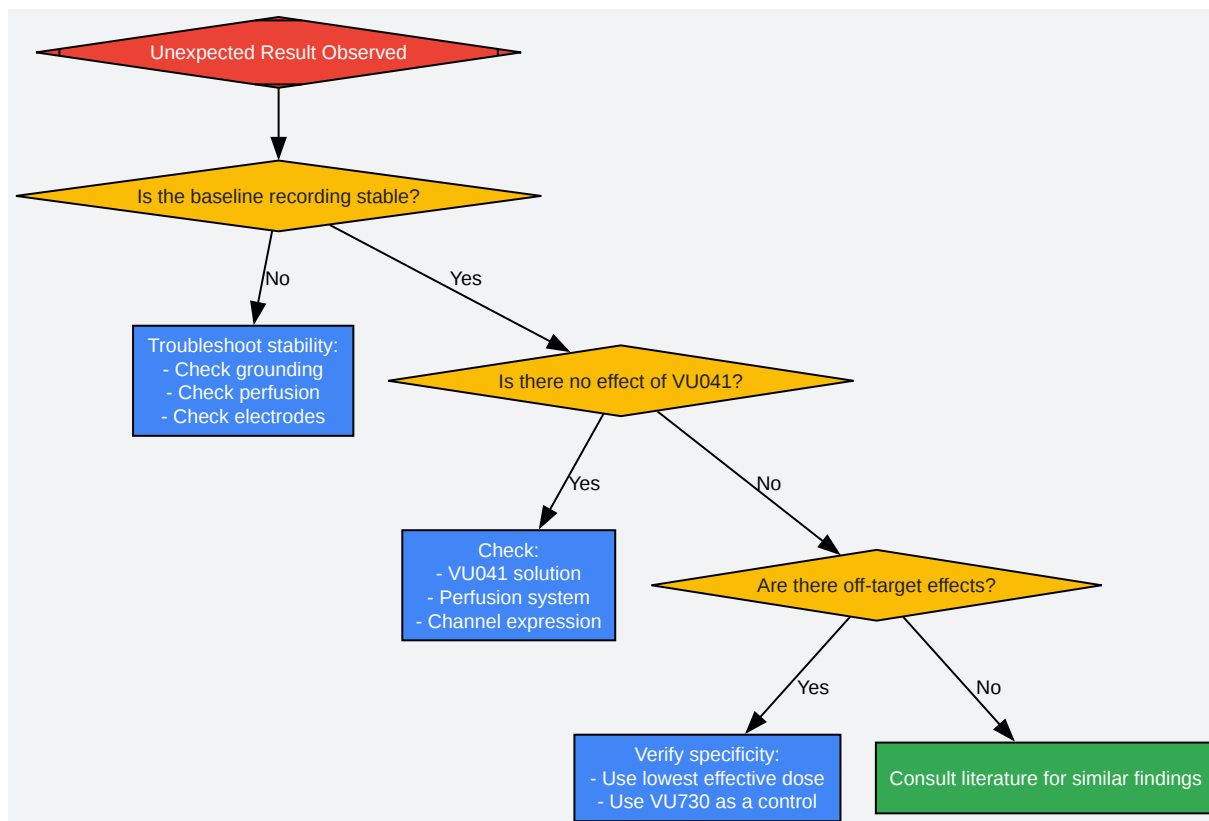 Unexpected Result Observed
Is the baseline recording stable?
No
Yes
Troubleshoot stability:
- Check grounding
- Check perfusion
- Check electrodes
Is there no effect of VU041?
Yes
No
Check:
- VU041 solution
- Perfusion system
- Channel expression
Are there off-target effects?
Yes
No
Verify specificity:
- Use lowest effective dose
- Use VU730 as a control
Consult literature for similar findings